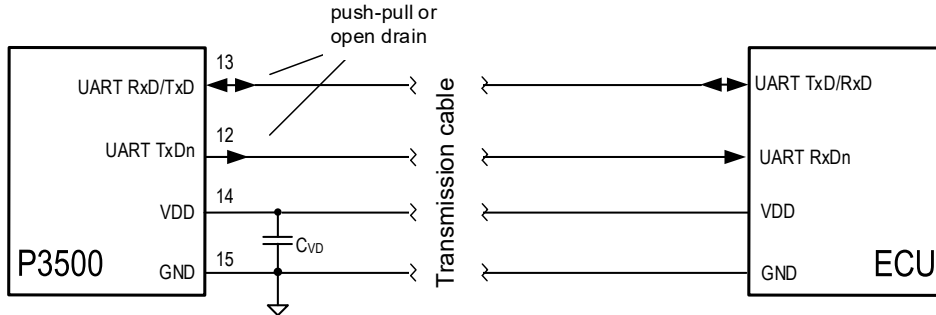 push-pull or
open drain
13
UART RxD/TxD
UART TxD/RxD
12
UART TxDn
UART RxDn
14
VDD
VDD
CVD
Transmission cable
P3500
15
GND
GND
ECU